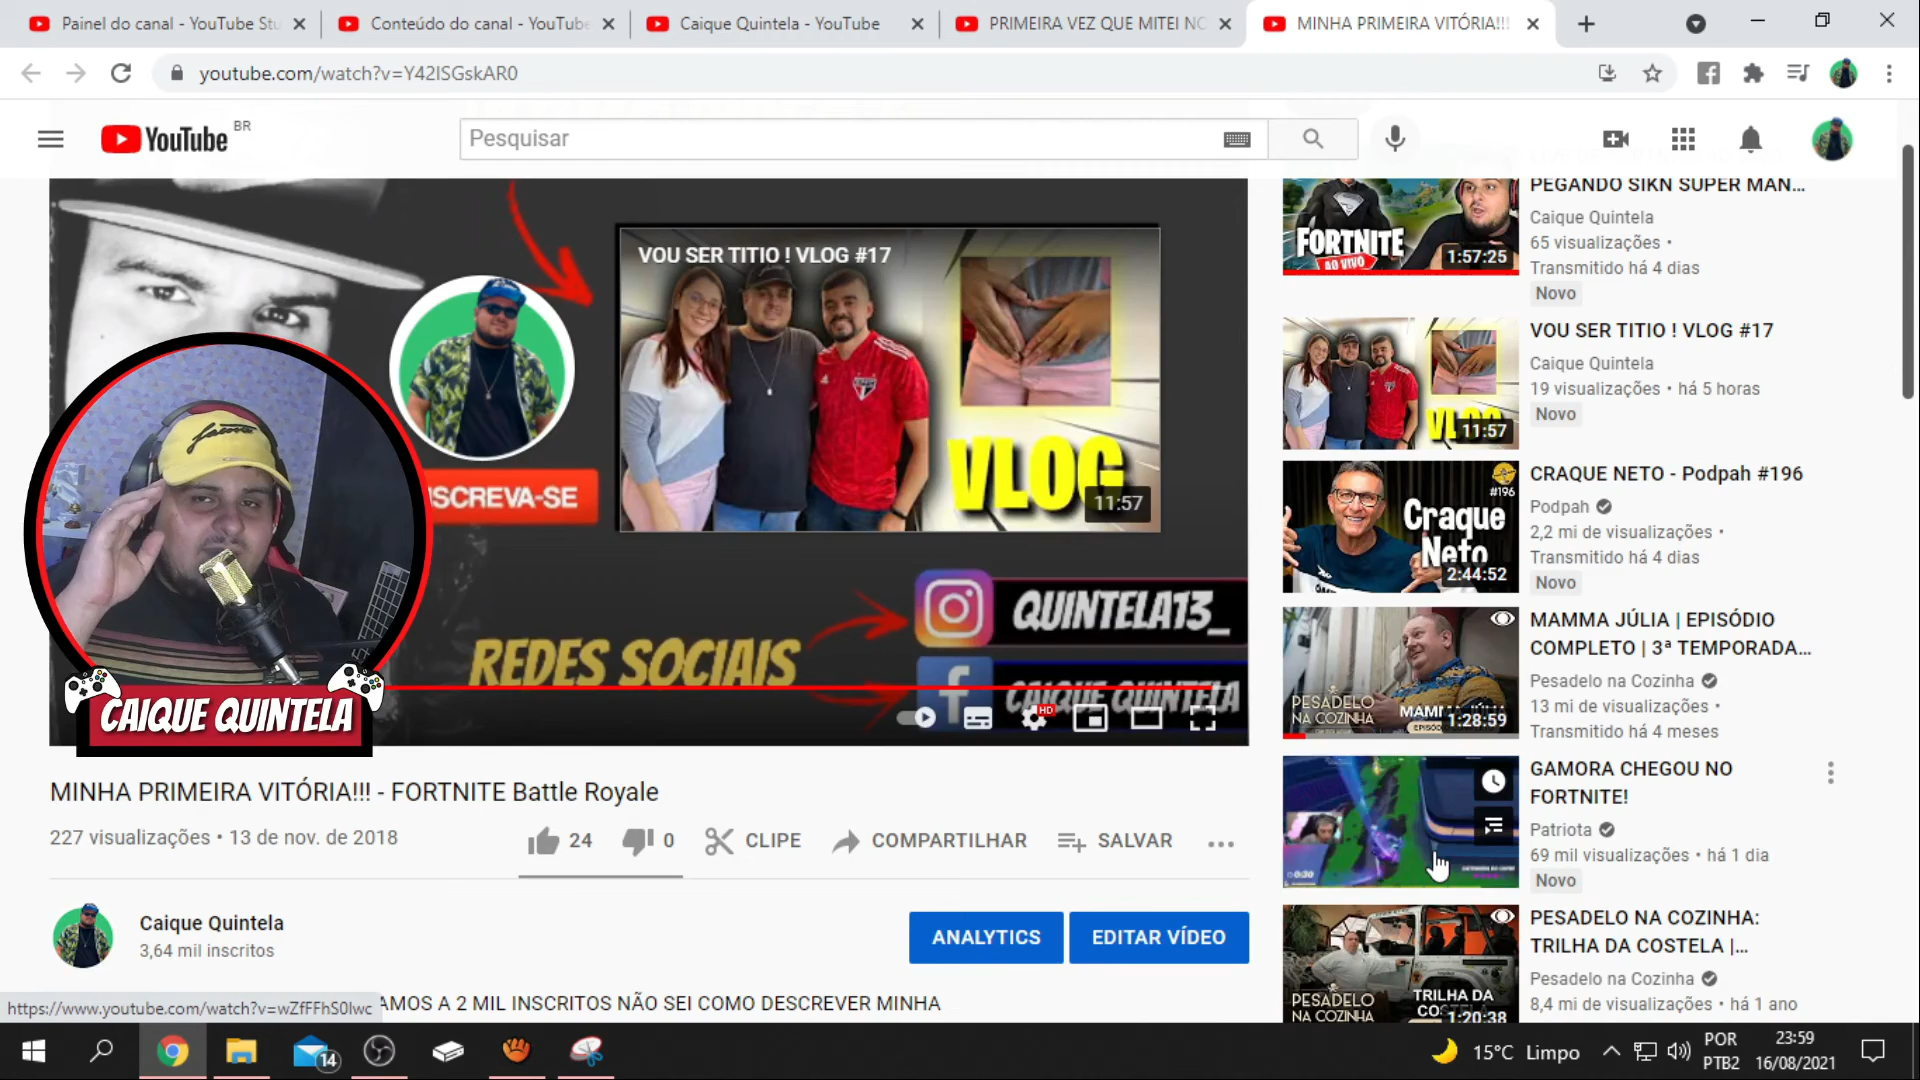 Painel do canal - YouTube Stu
Conteúdo do canal - YouTube
Caique Quintela - YouTube
PRIMEIRA VEZ QUE MITEI NO
MINHA PRIMEIRA VITÓRIA!!!
youtube.com/watch?v=Y42lSGskAR0
YouTube BR
Pesquisar
VOU SER TITIO ! VLOG #17
VLOG
11:57
ISCREVA-SE
REDES SOCIAIS
QUINTELA13_
CAIQUE QUINTELA
HD
CAIQUE QUINTELA
MINHA PRIMEIRA VITÓRIA!!! - FORTNITE Battle Royale
227 visualizações • 13 de nov. de 2018
24
0
CLIPE
COMPARTILHAR
SALVAR
Caique Quintela
3,64 mil inscritos
ANALYTICS
EDITAR VÍDEO
AMOS A 2 MIL INSCRITOS NÃO SEI COMO DESCREVER MINHA
https://www.youtube.com/watch?v=wZfFFhS0lwc
FORTNITE
AO VIVO
1:57:25
PEGANDO SIKN SUPER MAN...
Caique Quintela
65 visualizações •
Transmitido há 4 dias
Novo
11:57
VOU SER TITIO ! VLOG #17
Caique Quintela
19 visualizações • há 5 horas
Novo
#196
Craque
Neto
2:44:52
CRAQUE NETO - Podpah #196
Podpah
2,2 mi de visualizações •
Transmitido há 4 dias
Novo
PESADELO
NA COZINHA
1:28:59
MAMMA JÚLIA | EPISÓDIO
COMPLETO | 3ª TEMPORADA...
Pesadelo na Cozinha
13 mi de visualizações •
Transmitido há 4 meses
GAMORA CHEGOU NO
FORTNITE!
Patriota
69 mil visualizações • há 1 dia
Novo
PESADELO
NA COZINHA
TRILHA DA
1:20:38
PESADELO NA COZINHA:
TRILHA DA COSTELA |...
Pesadelo na Cozinha
8,4 mi de visualizações • há 1 ano
14
15°C Limpo
POR
PTB2
23:59
16/08/2021